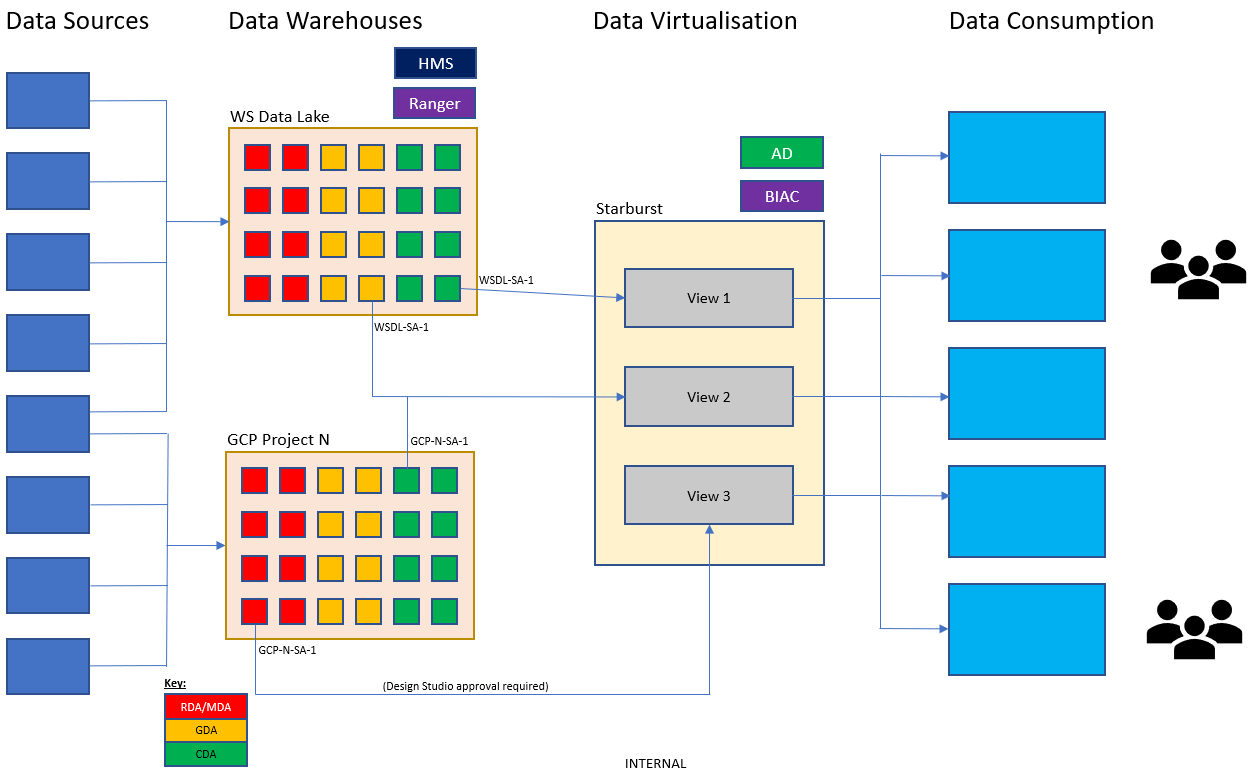 Data Sources
Data Warehouses
Data Virtualisation
Data Consumption
HMS
Ranger
WS Data Lake
AD
BIAC
Starburst
WSDL-SA-1
View 1
WSDL-SA-1
View 2
GCP Project N
GCP-N-SA-1
View 3
GCP-N-SA-1
(Design Studio approval required)
Key:
RDA/MDA
GDA
CDA
INTERNAL